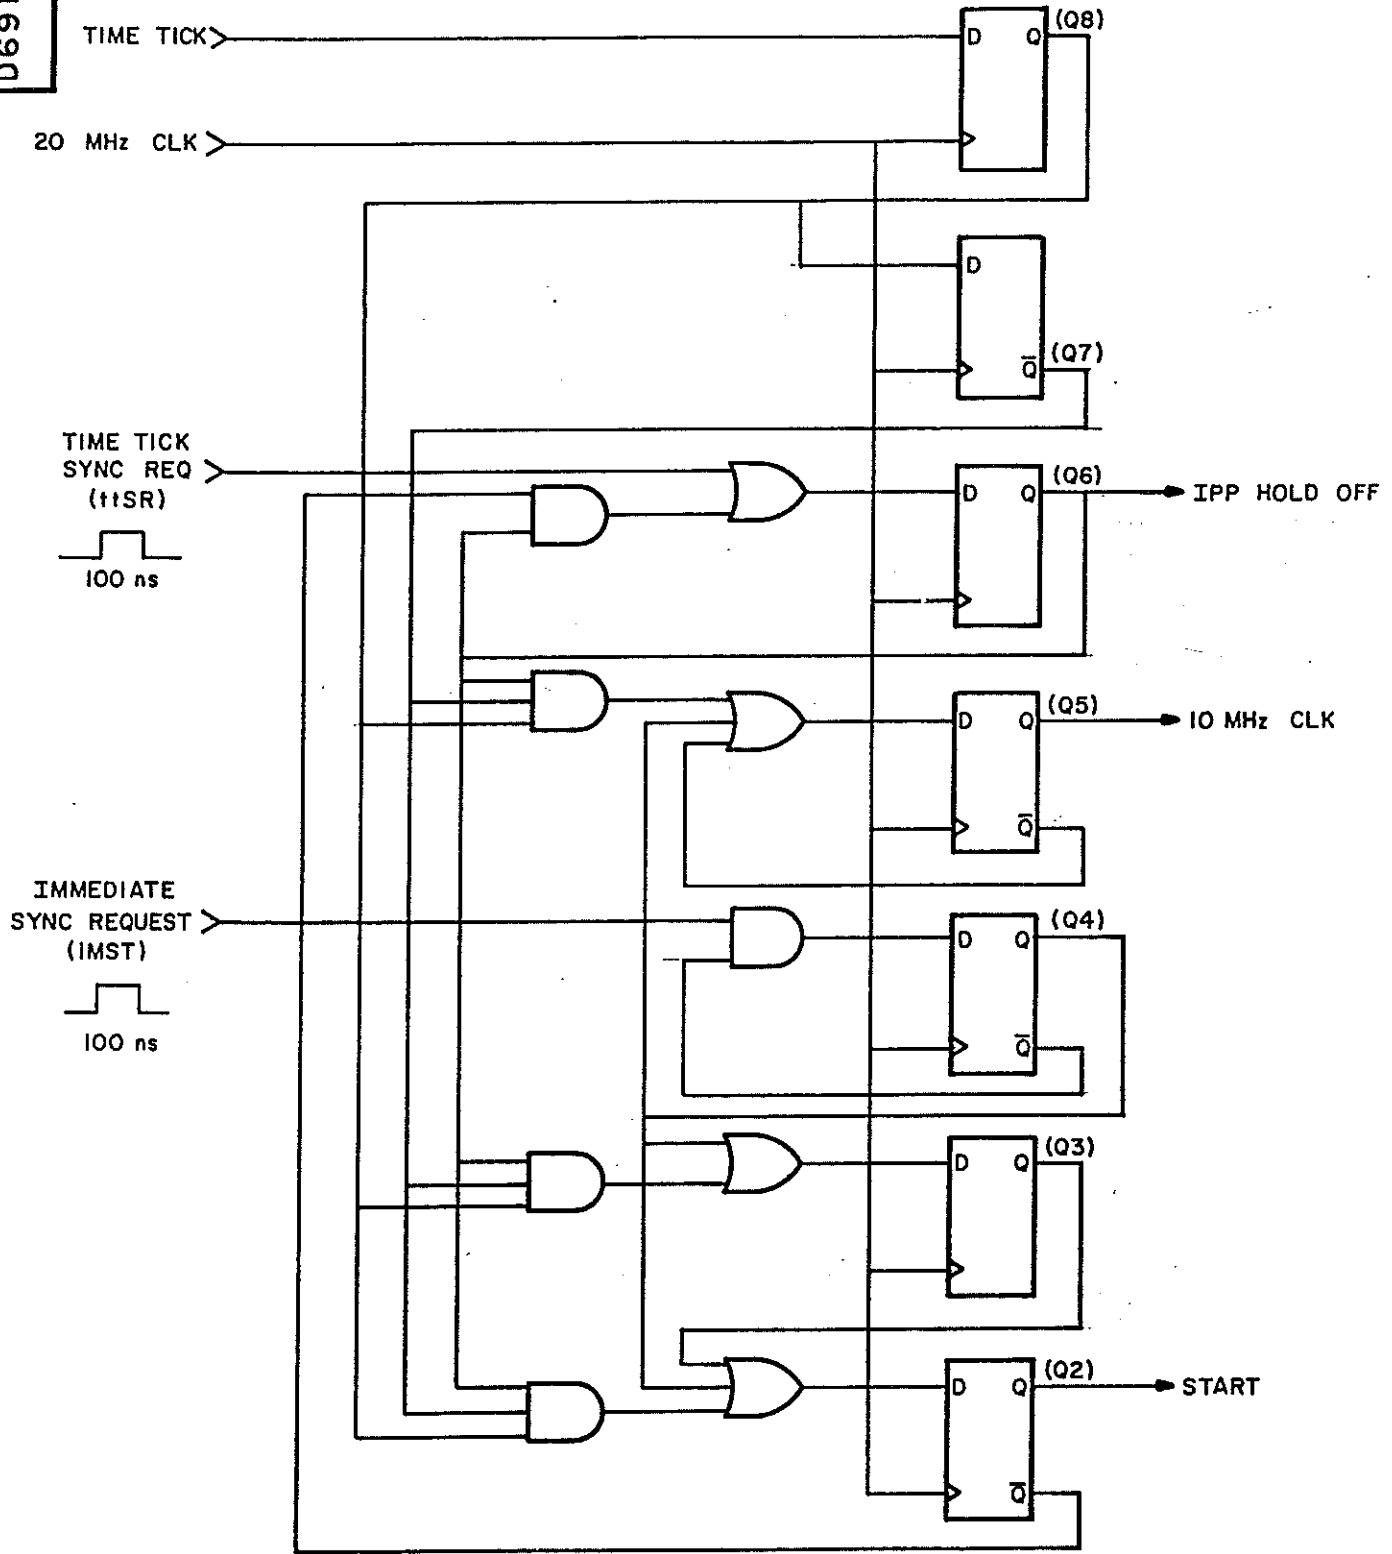 D691
TIME TICK
D Q (Q8)
20 MHz CLK
D
Q̅ (Q7)
TIME TICK
SYNC REQ
(ttSR)
100 ns
D Q (Q6)
IPP HOLD OFF
D Q (Q5)
10 MHz CLK
Q̅
IMMEDIATE
SYNC REQUEST
(IMST)
100 ns
D Q (Q4)
Q̅
D Q (Q3)
D Q (Q2)
START
Q̅